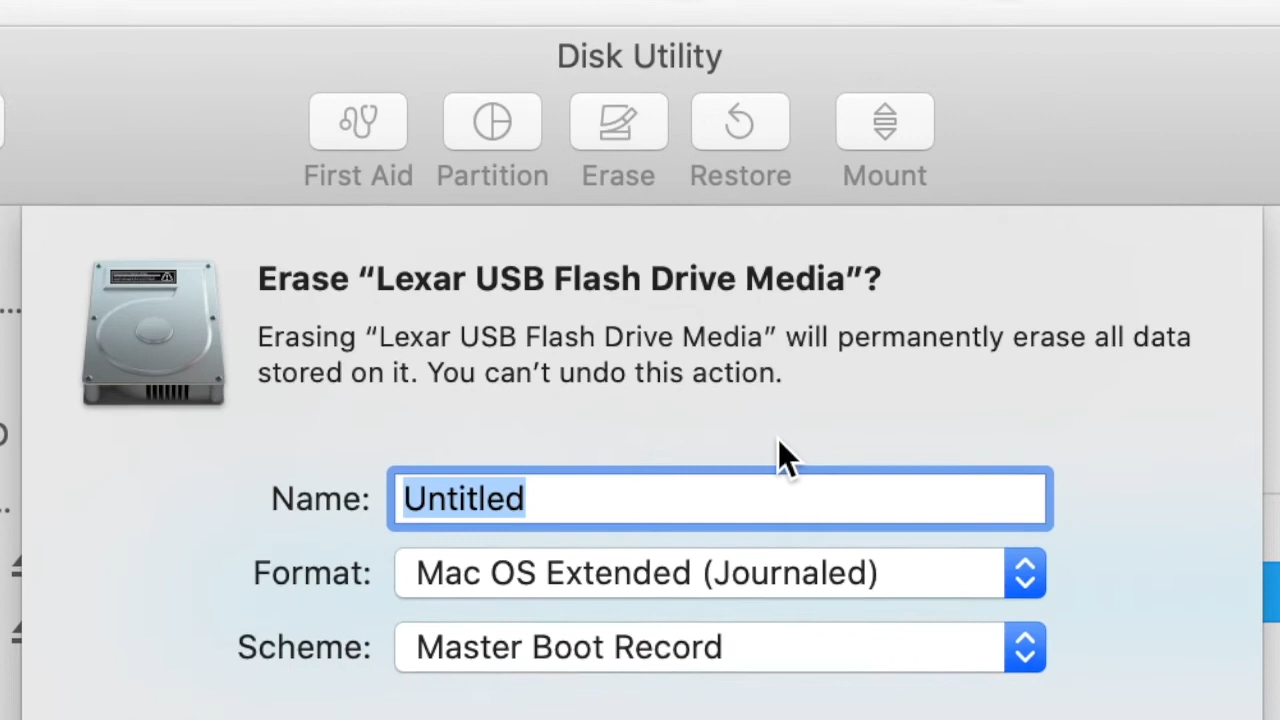 Disk Utility
First Aid
Partition
Erase
Restore
Mount
Erase “Lexar USB Flash Drive Media”?
Erasing “Lexar USB Flash Drive Media” will permanently erase all data
stored on it. You can’t undo this action.
Name: Untitled
Format: Mac OS Extended (Journaled)
Scheme: Master Boot Record